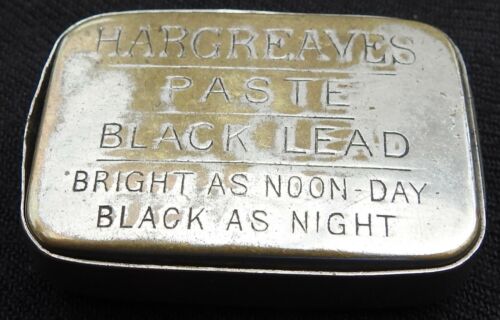 HARGREAVES
PASTE
BLACK LEAD
BRIGHT AS NOON-DAY
BLACK AS NIGHT